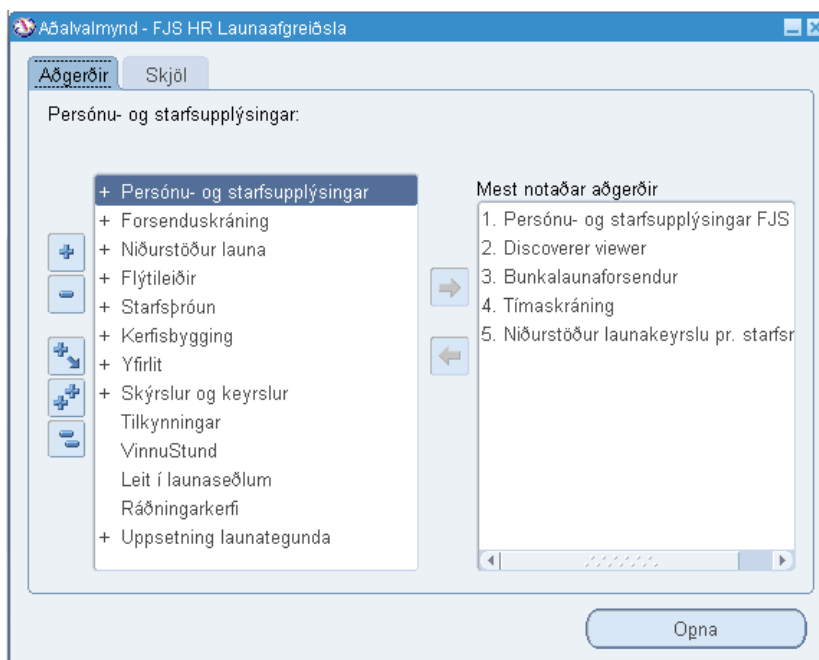 Aðalvalmynd - FJS HR Launaafgreiðsla
Aðgerðir
Skjöl
Persónu- og starfsupplýsingar:
+ Persónu- og starfsupplýsingar
+ Forsenduskráning
+ Niðurstöður launa
+ Flýtileiðir
+ Starfsþróun
+ Kerfisbygging
+ Yfirlit
+ Skýrslur og keyrslur
Tilkynningar
VinnuStund
Leit í launaseðlum
Ráðningarkerfi
+ Uppsetning launategunda
Mest notaðar aðgerðir
1. Persónu- og starfsupplýsingar FJS
2. Discoverer viewer
3. Bunkalaunaforsendur
4. Tímaskráning
5. Niðurstöður launakeyrslu pr. starfsr
Opna